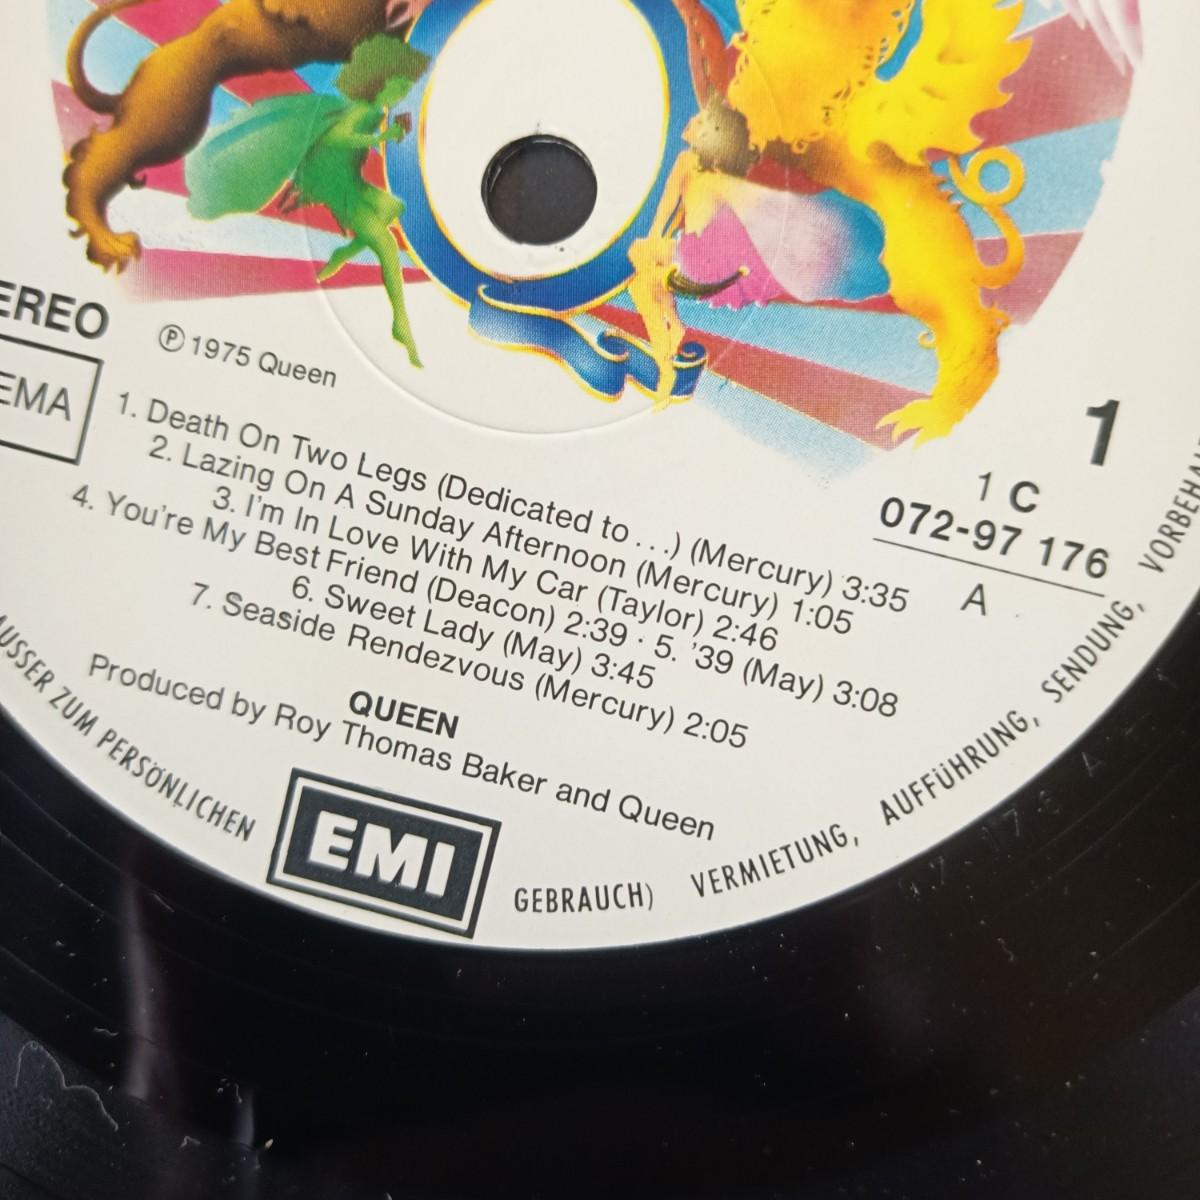 EREO
EMA
℗ 1975 Queen
1
1 C
072-97 176
A
1. Death On Two Legs (Dedicated to...) (Mercury) 3:35
2. Lazing On A Sunday Afternoon (Mercury) 1:05
3. I'm In Love With My Car (Taylor) 2:46
4. You're My Best Friend (Deacon) 2:39 · 5. '39 (May) 3:08
6. Sweet Lady (May) 3:45
7. Seaside Rendezvous (Mercury) 2:05
QUEEN
Produced by Roy Thomas Baker and Queen
EMI
AUSSER ZUM PERSÖNLICHEN GEBRAUCH) VERMIETUNG, AUFFÜHRUNG, SENDUNG, VORBEHA